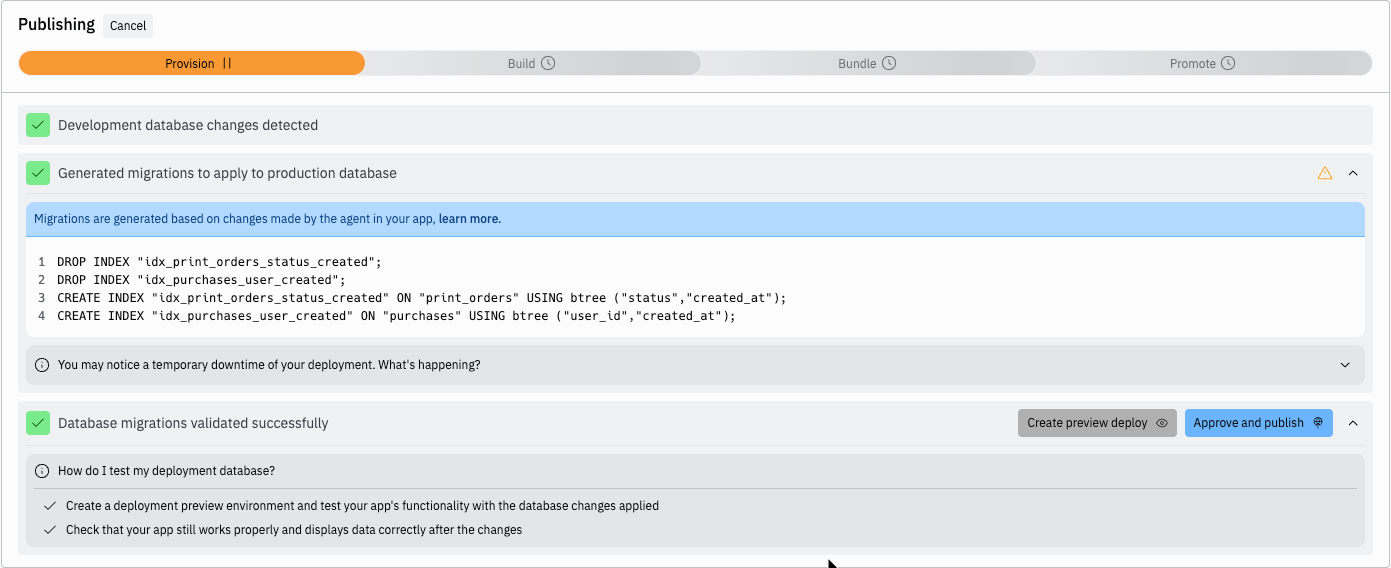 Publishing Cancel
Provision Build Bundle Promote
Development database changes detected
Generated migrations to apply to production database
Migrations are generated based on changes made by the agent in your app, learn more.
1 DROP INDEX "idx_print_orders_status_created";
2 DROP INDEX "idx_purchases_user_created";
3 CREATE INDEX "idx_print_orders_status_created" ON "print_orders" USING btree ("status","created_at");
4 CREATE INDEX "idx_purchases_user_created" ON "purchases" USING btree ("user_id","created_at");
You may notice a temporary downtime of your deployment. What's happening?
Database migrations validated successfully Create preview deploy Approve and publish
How do I test my deployment database?
Create a deployment preview environment and test your app's functionality with the database changes applied
Check that your app still works properly and displays data correctly after the changes